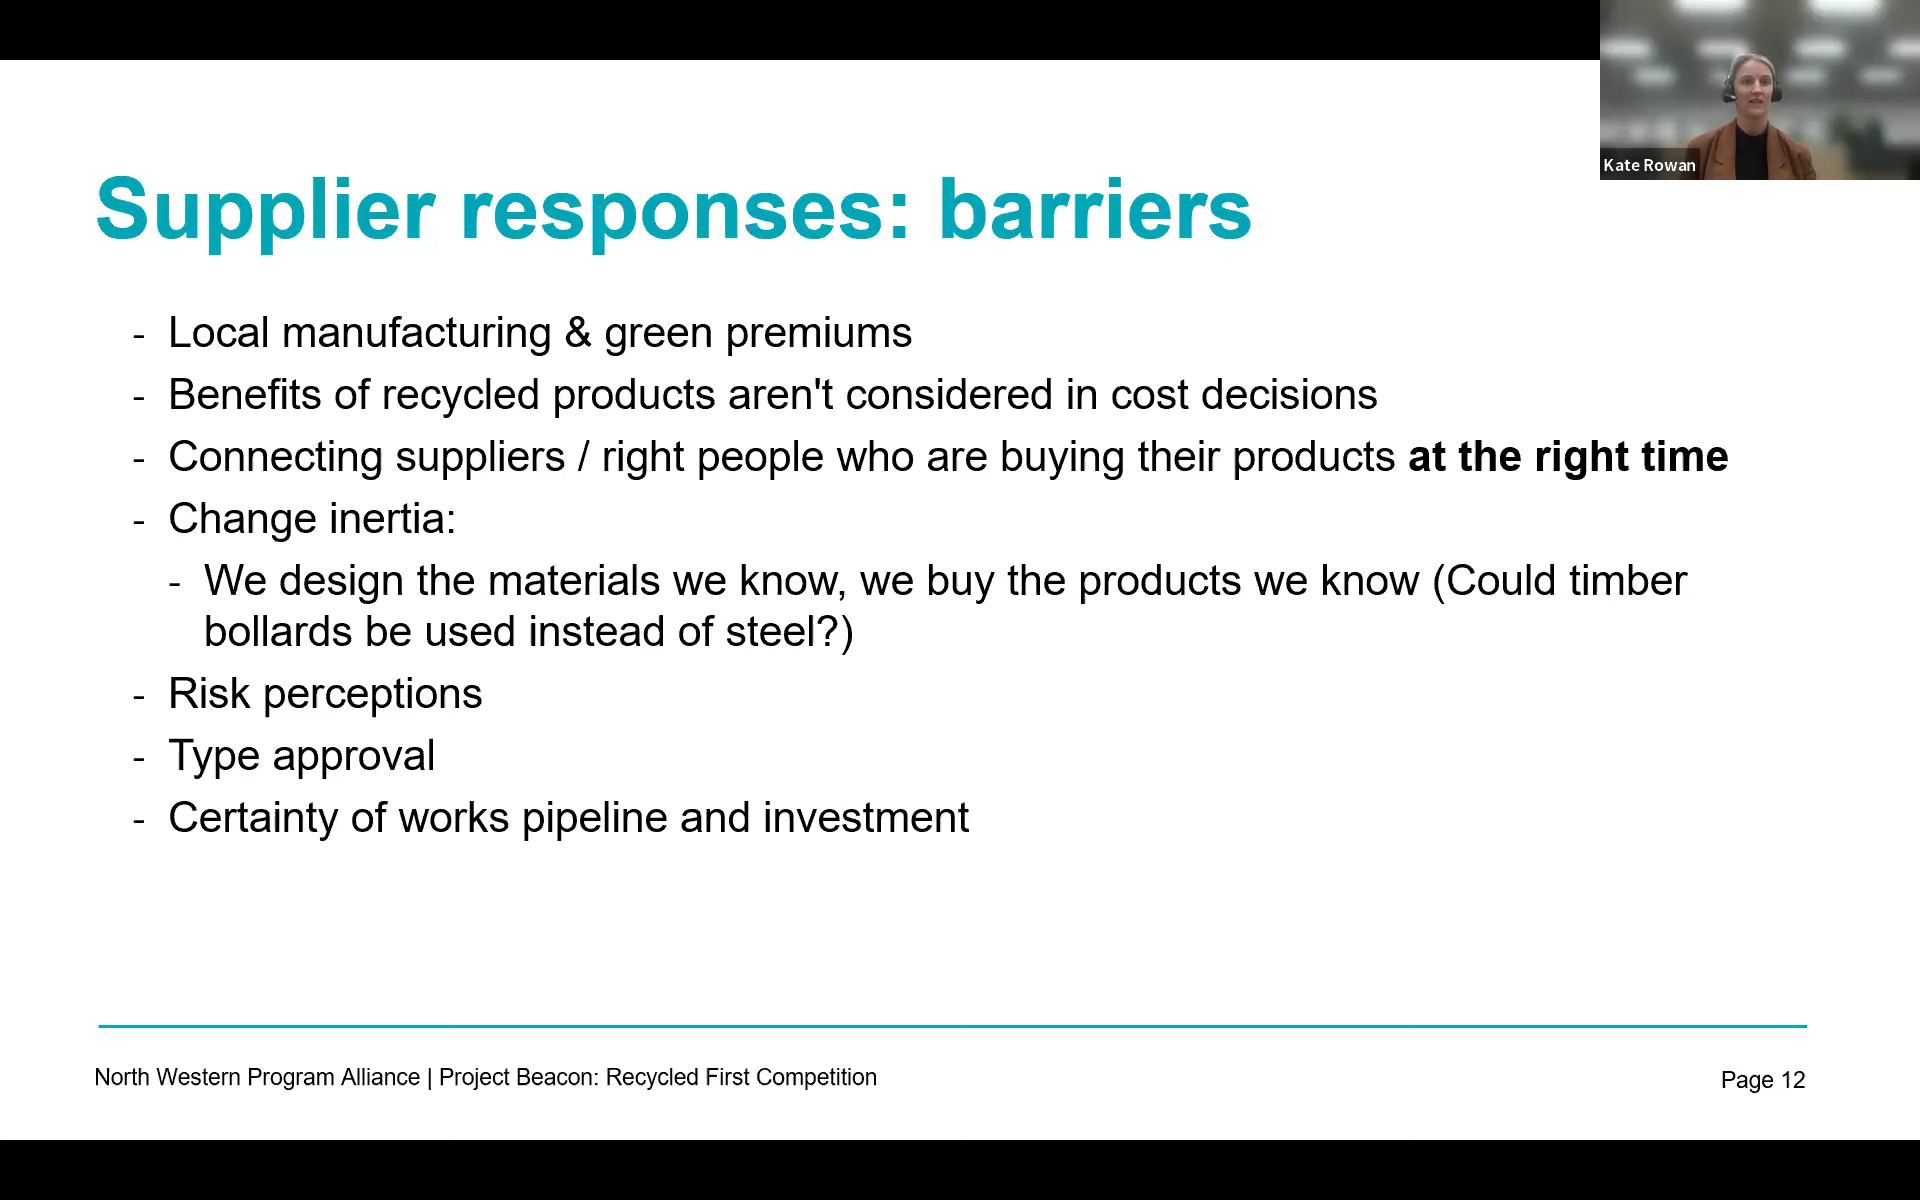 Kate Rowan
Supplier responses: barriers
- Local manufacturing & green premiums
- Benefits of recycled products aren't considered in cost decisions
- Connecting suppliers / right people who are buying their products at the right time
- Change inertia:
- We design the materials we know, we buy the products we know (Could timber
bollards be used instead of steel?)
- Risk perceptions
- Type approval
- Certainty of works pipeline and investment
North Western Program Alliance | Project Beacon: Recycled First Competition
Page 12